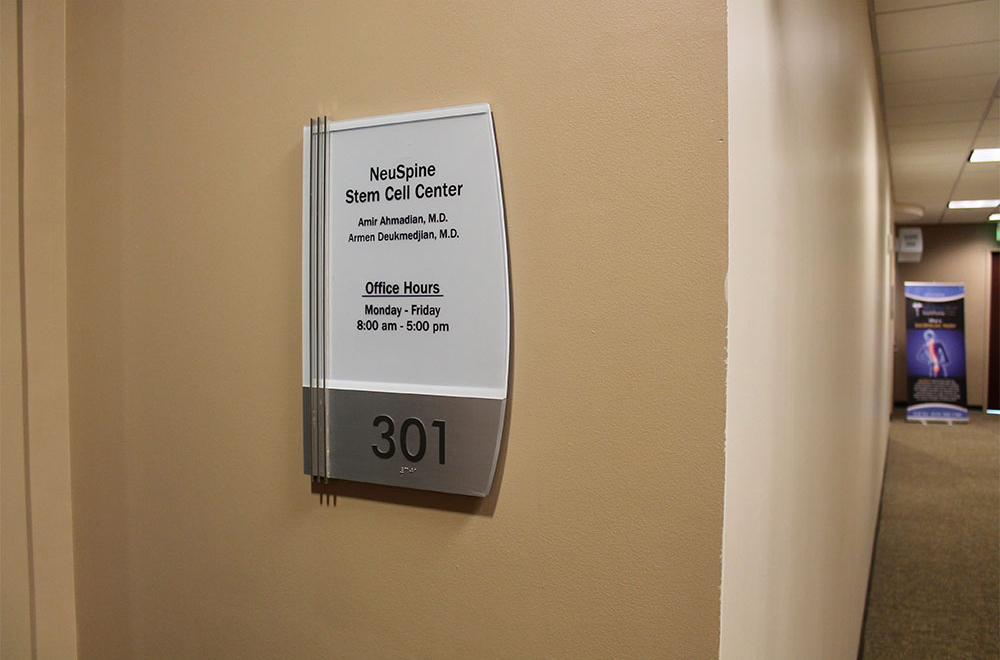 NeuSpine
Stem Cell Center
Amir Ahmadian, M.D.
Armen Deukmedjian, M.D.
Office Hours
Monday - Friday
8:00 am - 5:00 pm
301